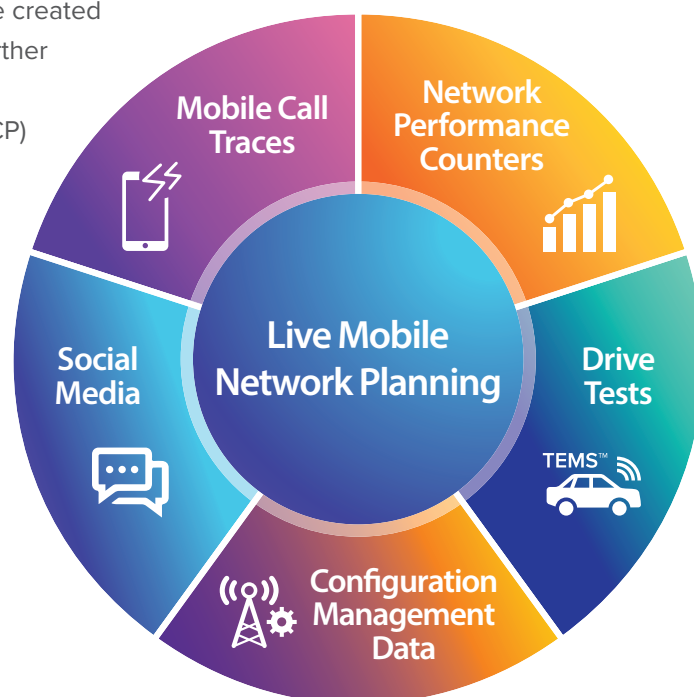 e created
rther
CP)
Mobile Call
Traces
Network
Performance
Counters
Live Mobile
Network Planning
Social
Media
Drive
Tests
TEMS™
Configuration
Management
Data